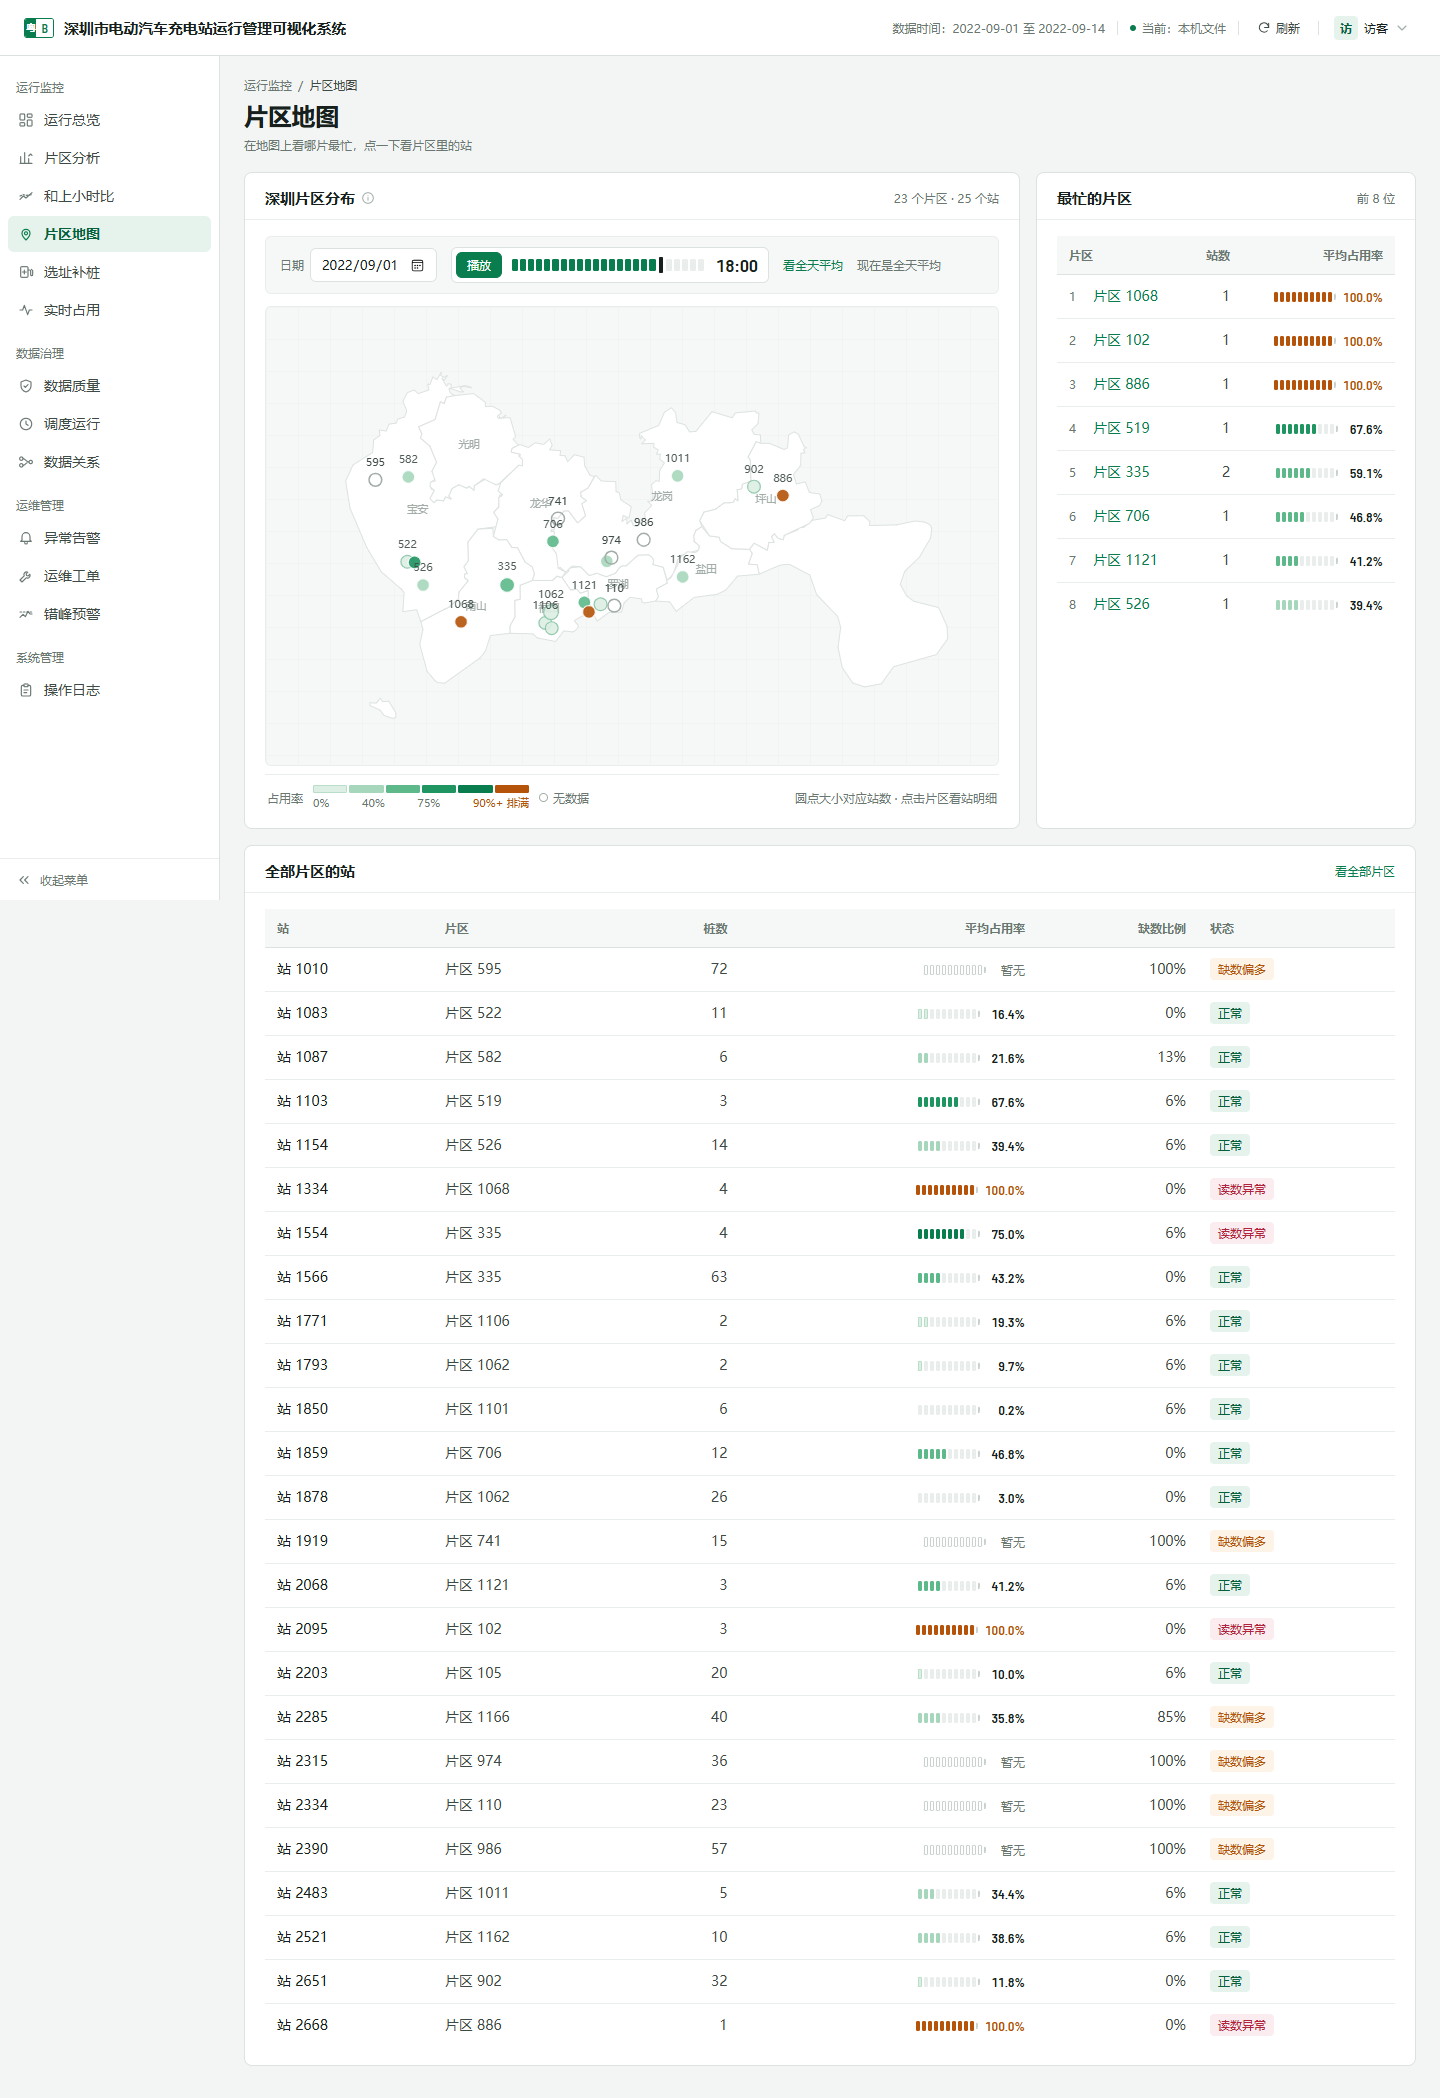 粤B 深圳市电动汽车充电站运行管理可视化系统 数据时间：2022-09-01 至 2022-09-14 当前：本机文件 刷新 访 访客
运行监控
运行总览
片区分析
和上小时比
片区地图
选址补桩
实时占用
数据治理
数据质量
调度运行
数据关系
运维管理
异常告警
运维工单
错峰预警
系统管理
操作日志
收起菜单
运行监控 / 片区地图
片区地图
在地图上看哪片最忙，点一下看片区里的站
深圳片区分布 23 个片区 · 25 个站
日期 2022/09/01 播放 18:00 看全天平均 现在是全天平均
光明
595
582
宝安
1011
龙岗
902
886
坪山
龙华
741
706
986
974
522
526
335
1162
盐田
1121
罗湖
110
1062
1106
1068
南山
占用率 0% 40% 75% 90%+ 排满 无数据 圆点大小对应站数 · 点击片区看站明细
最忙的片区 前 8 位
片区 站数 平均占用率
1 片区 1068 1 100.0%
2 片区 102 1 100.0%
3 片区 886 1 100.0%
4 片区 519 1 67.6%
5 片区 335 2 59.1%
6 片区 706 1 46.8%
7 片区 1121 1 41.2%
8 片区 526 1 39.4%
全部片区的站 看全部片区
站 片区 桩数 平均占用率 缺数比例 状态
站 1010 片区 595 72 暂无 100% 缺数偏多
站 1083 片区 522 11 16.4% 0% 正常
站 1087 片区 582 6 21.6% 13% 正常
站 1103 片区 519 3 67.6% 6% 正常
站 1154 片区 526 14 39.4% 6% 正常
站 1334 片区 1068 4 100.0% 0% 读数异常
站 1554 片区 335 4 75.0% 6% 读数异常
站 1566 片区 335 63 43.2% 0% 正常
站 1771 片区 1106 2 19.3% 6% 正常
站 1793 片区 1062 2 9.7% 6% 正常
站 1850 片区 1101 6 0.2% 6% 正常
站 1859 片区 706 12 46.8% 0% 正常
站 1878 片区 1062 26 3.0% 0% 正常
站 1919 片区 741 15 暂无 100% 缺数偏多
站 2068 片区 1121 3 41.2% 6% 正常
站 2095 片区 102 3 100.0% 0% 读数异常
站 2203 片区 105 20 10.0% 6% 正常
站 2285 片区 1166 40 35.8% 85% 缺数偏多
站 2315 片区 974 36 暂无 100% 缺数偏多
站 2334 片区 110 23 暂无 100% 缺数偏多
站 2390 片区 986 57 暂无 100% 缺数偏多
站 2483 片区 1011 5 34.4% 6% 正常
站 2521 片区 1162 10 38.6% 6% 正常
站 2651 片区 902 32 11.8% 0% 正常
站 2668 片区 886 1 100.0% 0% 读数异常